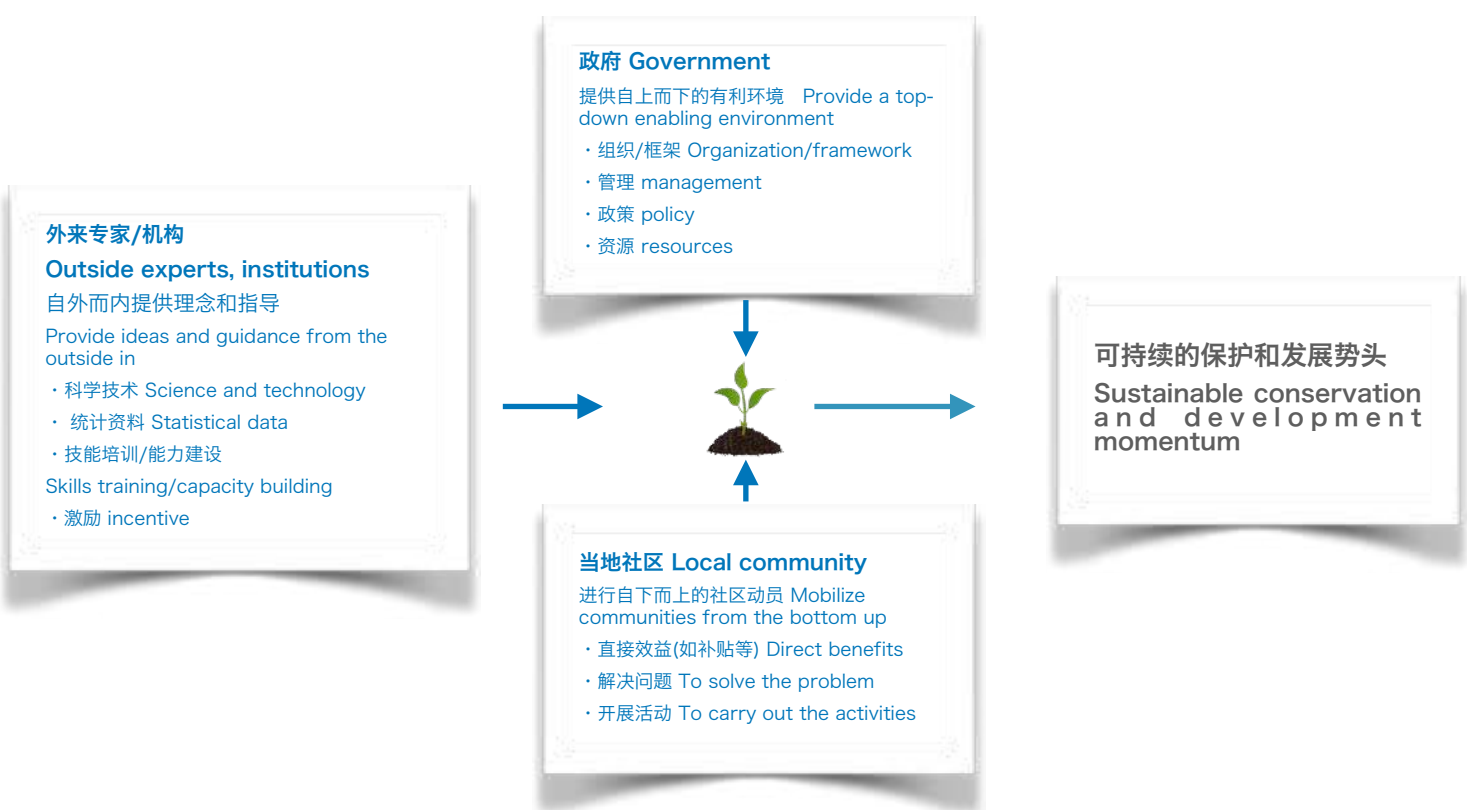 政府 Government
提供自上而下的有利环境 Provide a top-
down enabling environment
・组织/框架 Organization/framework
・管理 management
・政策 policy
・资源 resources
外来专家/机构
Outside experts, institutions
自外而内提供理念和指导
Provide ideas and guidance from the
outside in
・科学技术 Science and technology
・ 统计资料 Statistical data
・技能培训/能力建设
Skills training/capacity building
・激励 incentive
当地社区 Local community
进行自下而上的社区动员 Mobilize
communities from the bottom up
・直接效益(如补贴等) Direct benefits
・解决问题 To solve the problem
・开展活动 To carry out the activities
可持续的保护和发展势头
Sustainable conservation
and development
momentum